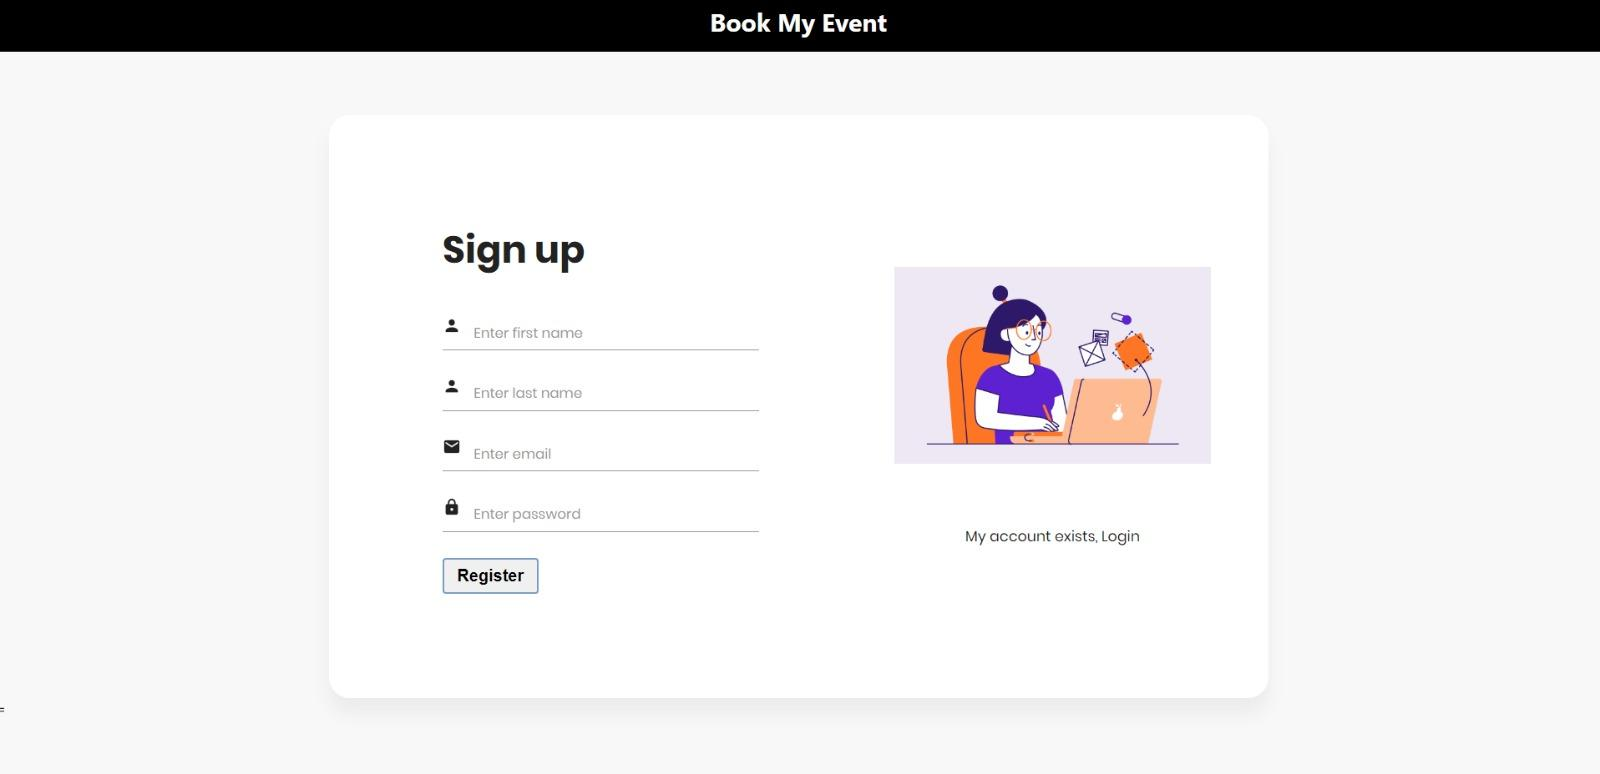 Book My Event
Sign up
Enter first name
Enter last name
Enter email
Enter password
Register
My account exists, Login
=